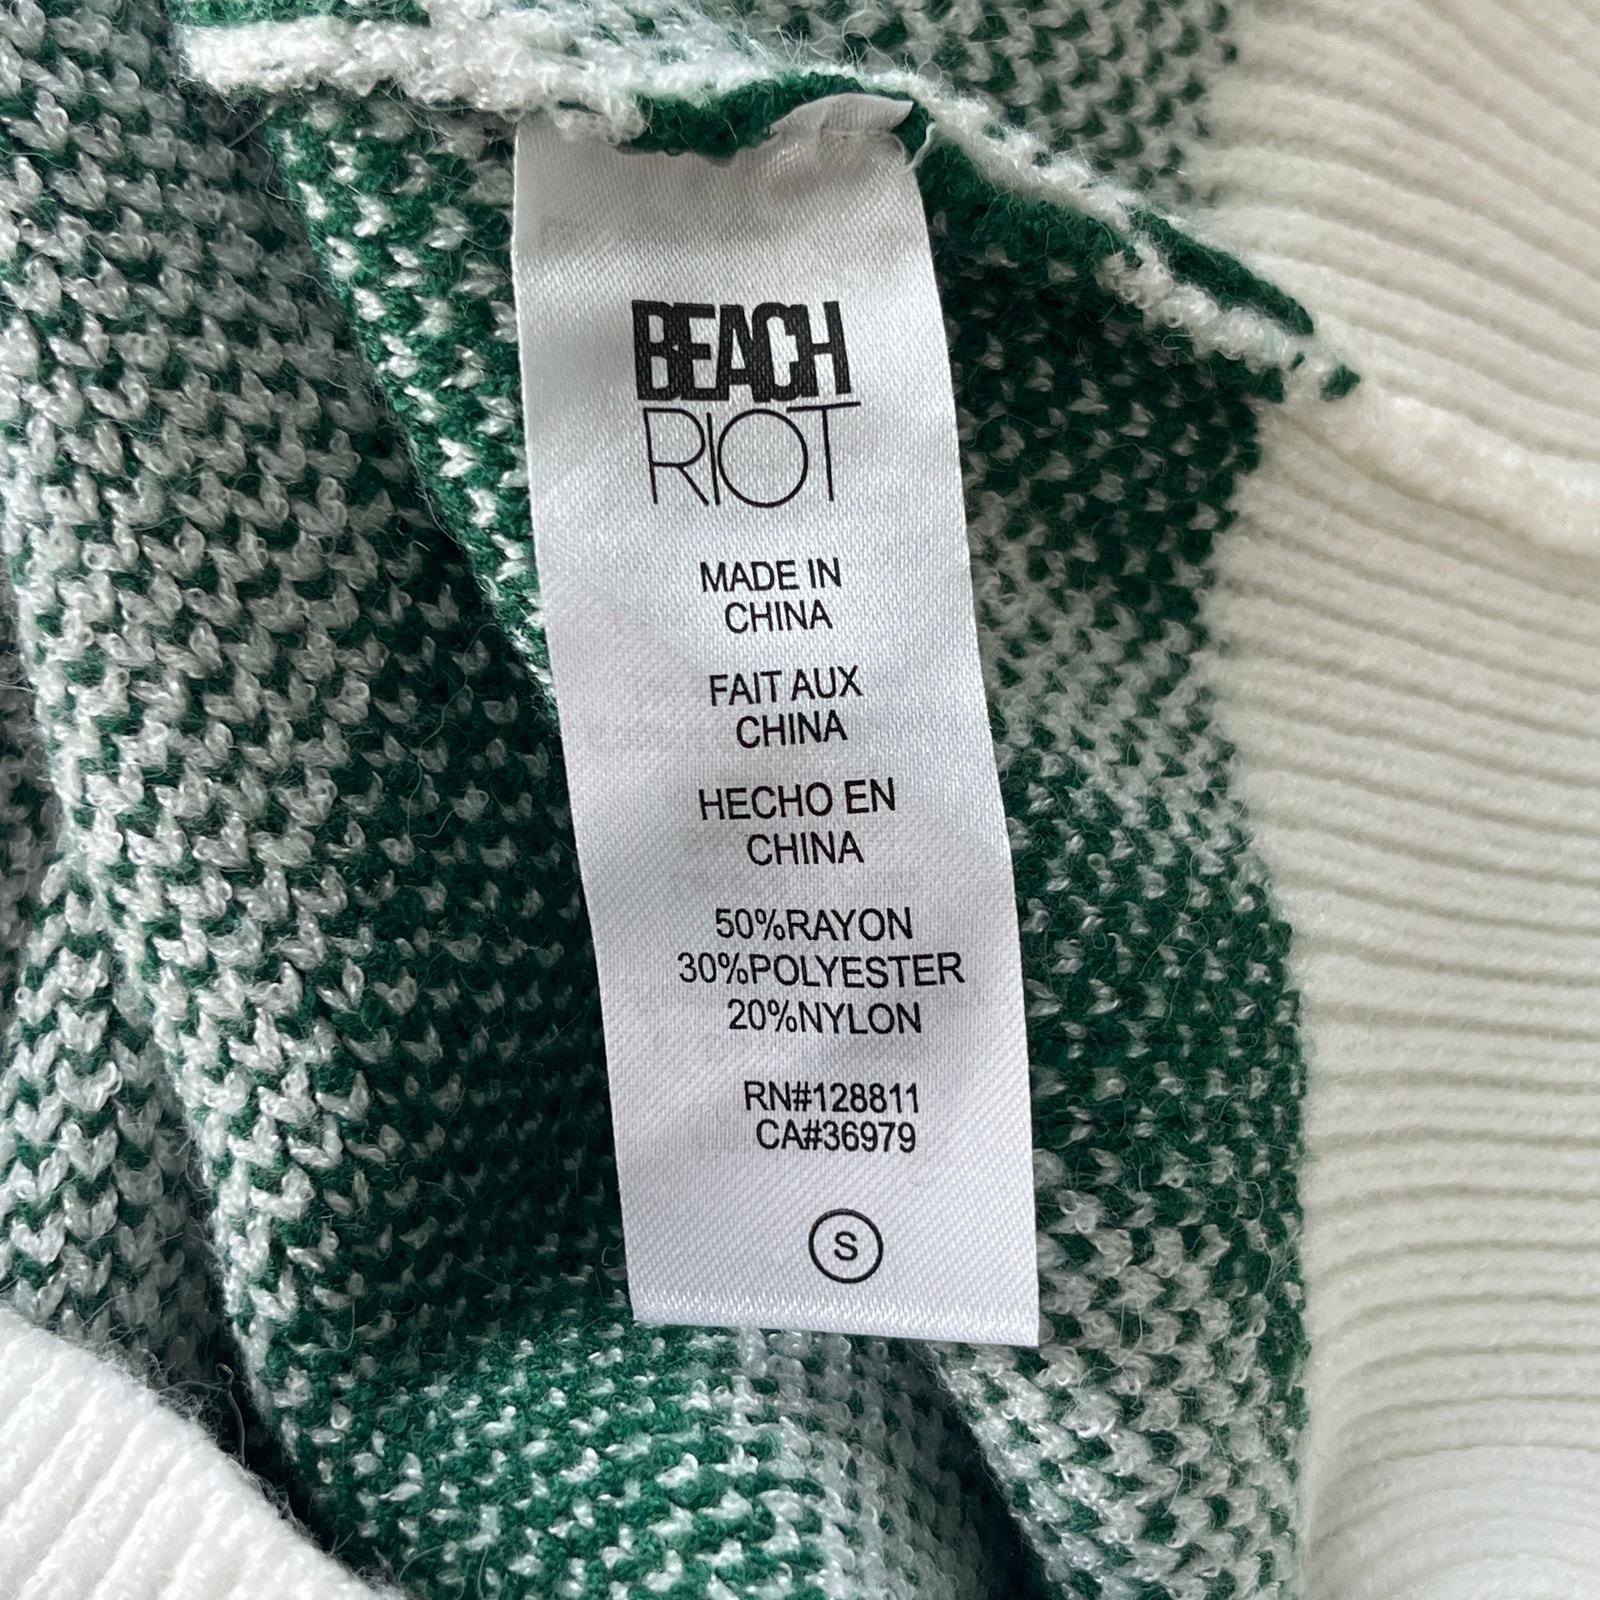 BEACH
RIOT
MADE IN
CHINA
FAIT AUX
CHINA
HECHO EN
CHINA
50%RAYON
30%POLYESTER
20%NYLON
RN#128811
CA#36979
S